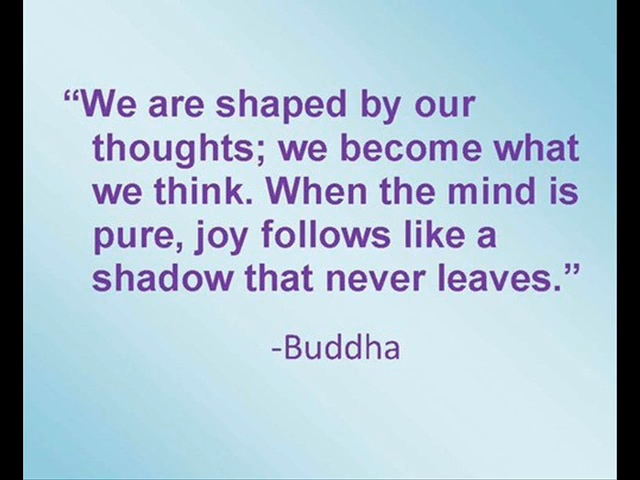 “We are shaped by our
thoughts; we become what
we think. When the mind is
pure, joy follows like a
shadow that never leaves.”
-Buddha